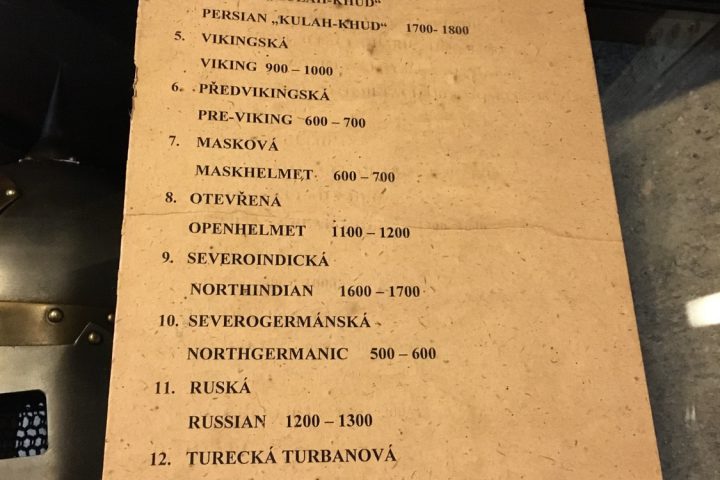 PERSIAN „KULAH-KHUD“ 1700- 1800
5. VIKINGSKÁ
VIKING 900 – 1000
6. PŘEDVIKINGSKÁ
PRE-VIKING 600 – 700
7. MASKOVÁ
MASKHELMET 600 – 700
8. OTEVŘENÁ
OPENHELMET 1100 – 1200
9. SEVEROINDICKÁ
NORTHINDIAN 1600 – 1700
10. SEVEROGERMÁNSKÁ
NORTHGERMANIC 500 – 600
11. RUSKÁ
RUSSIAN 1200 – 1300
12. TURECKÁ TURBANOVÁ